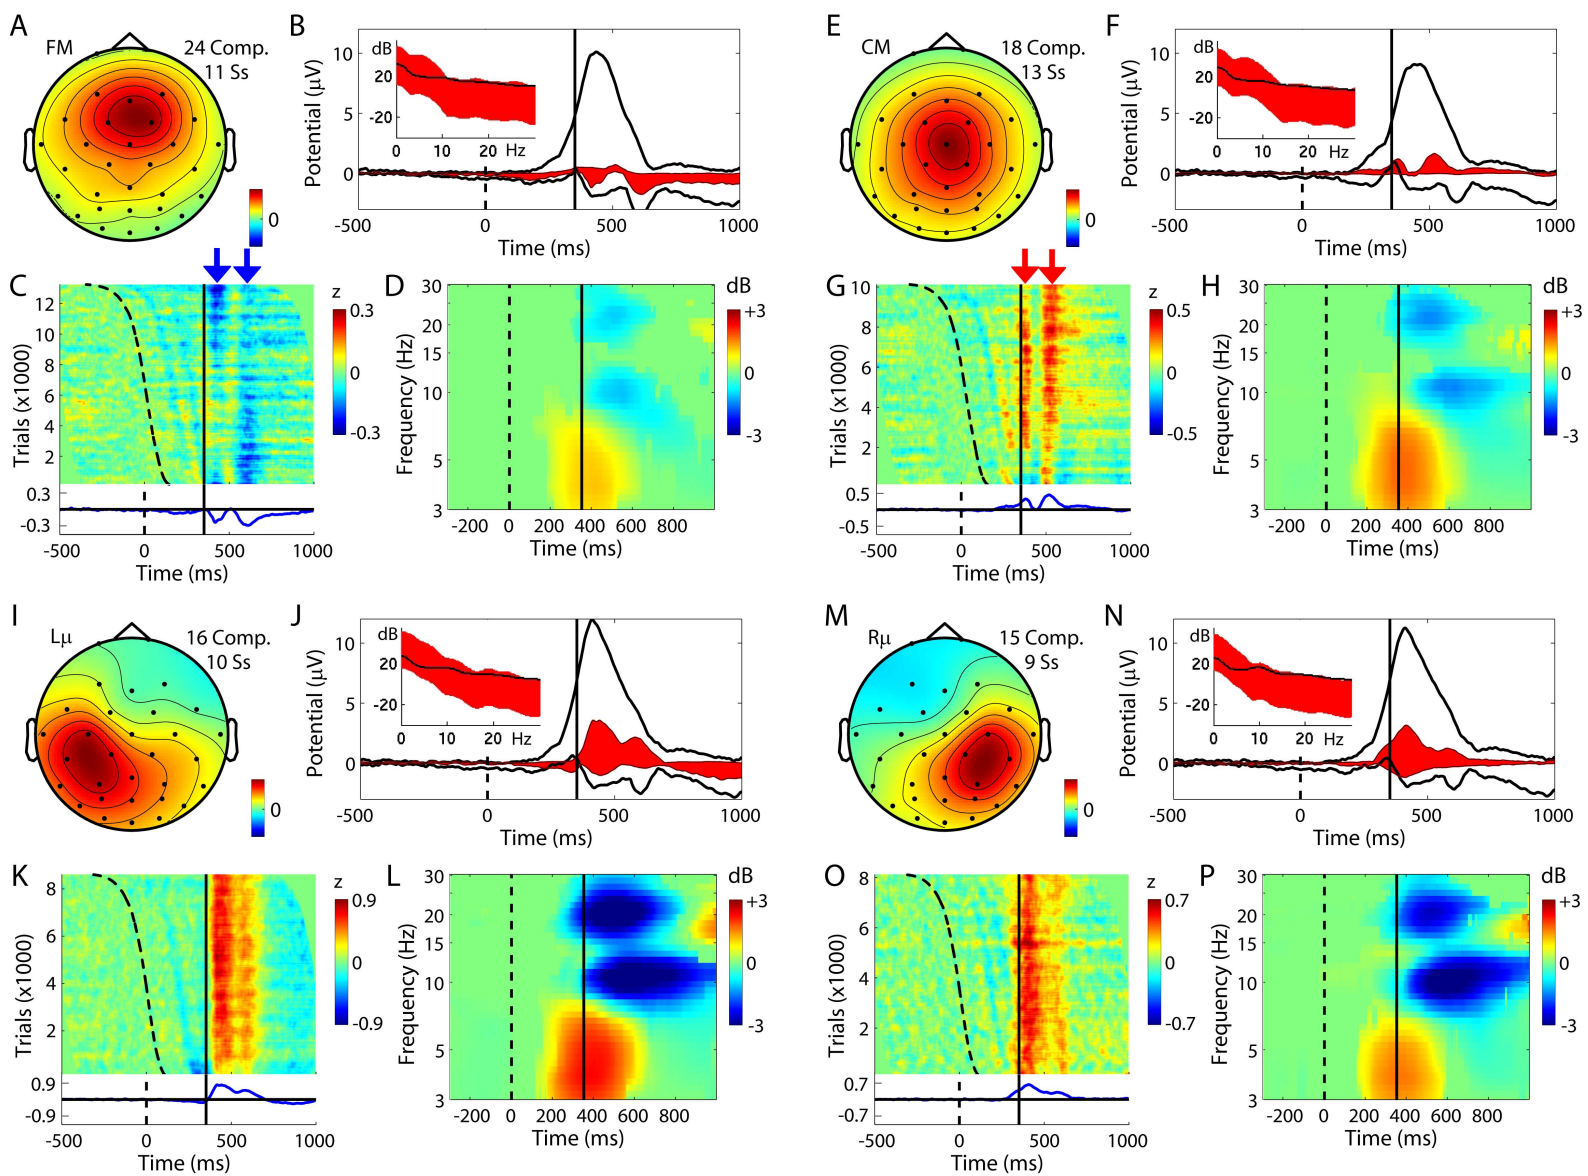 A
FM
24 Comp.
11 Ss
0
B
Potential (μV)
10
5
0
dB
20
-20
0 10 20 Hz
-500 0 500 1000
Time (ms)
E
CM
18 Comp.
13 Ss
0
F
Potential (μV)
10
5
0
dB
20
-20
0 10 20 Hz
-500 0 500 1000
Time (ms)
C
Trials (x1000)
12
10
8
6
4
2
z
0.3
0
-0.3
0.3
-0.3
-500 0 500 1000
Time (ms)
D
Frequency (Hz)
30
20
15
10
5
3
dB
+3
0
-3
-200 0 200 400 600 800
Time (ms)
G
Trials (x1000)
10
8
6
4
2
z
0.5
0
-0.5
0.5
-0.5
-500 0 500 1000
Time (ms)
H
Frequency (Hz)
30
20
15
10
5
3
dB
+3
0
-3
-200 0 200 400 600 800
Time (ms)
I
Lμ
16 Comp.
10 Ss
0
J
Potential (μV)
10
5
0
dB
20
-20
0 10 20 Hz
-500 0 500 1000
Time (ms)
M
Rμ
15 Comp.
9 Ss
0
N
Potential (μV)
10
5
0
dB
20
-20
0 10 20 Hz
-500 0 500 1000
Time (ms)
K
Trials (x1000)
8
6
4
2
z
0.9
0
-0.9
0.9
-0.9
-500 0 500 1000
Time (ms)
L
Frequency (Hz)
30
20
15
10
5
3
dB
+3
0
-3
-200 0 200 400 600 800
Time (ms)
O
Trials (x1000)
8
6
4
2
z
0.7
0
-0.7
0.7
-0.7
-500 0 500 1000
Time (ms)
P
Frequency (Hz)
30
20
15
10
5
3
dB
+3
0
-3
-200 0 200 400 600 800
Time (ms)